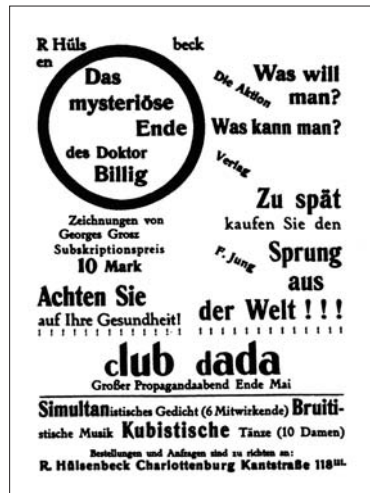 R Hüls beck
en
Das
mysteriöse
Ende
des Doktor
Billig
Zeichnungen von
Georges Grosz
Subskriptionspreis
10 Mark
Achten Sie
auf Ihre Gesundheit!
! ! ! ! ! ! ! ! ! ! ! ! ! !
Die Aktion
Was will
man?
Was kann man?
Verlag
Zu spät
kaufen Sie den
F. Jung
Sprung
aus
der Welt ! ! !
! ! ! ! ! ! ! ! ! ! ! ! ! !
club dada
Großer Propagandaabend Ende Mai
Simultanistisches Gedicht (6 Mitwirkende) Bruiti-
stische Musik Kubistische Tänze (10 Damen)
Bestellungen und Anfragen sind zu richten an:
R. Hülsenbeck Charlottenburg Kantstraße 118III.